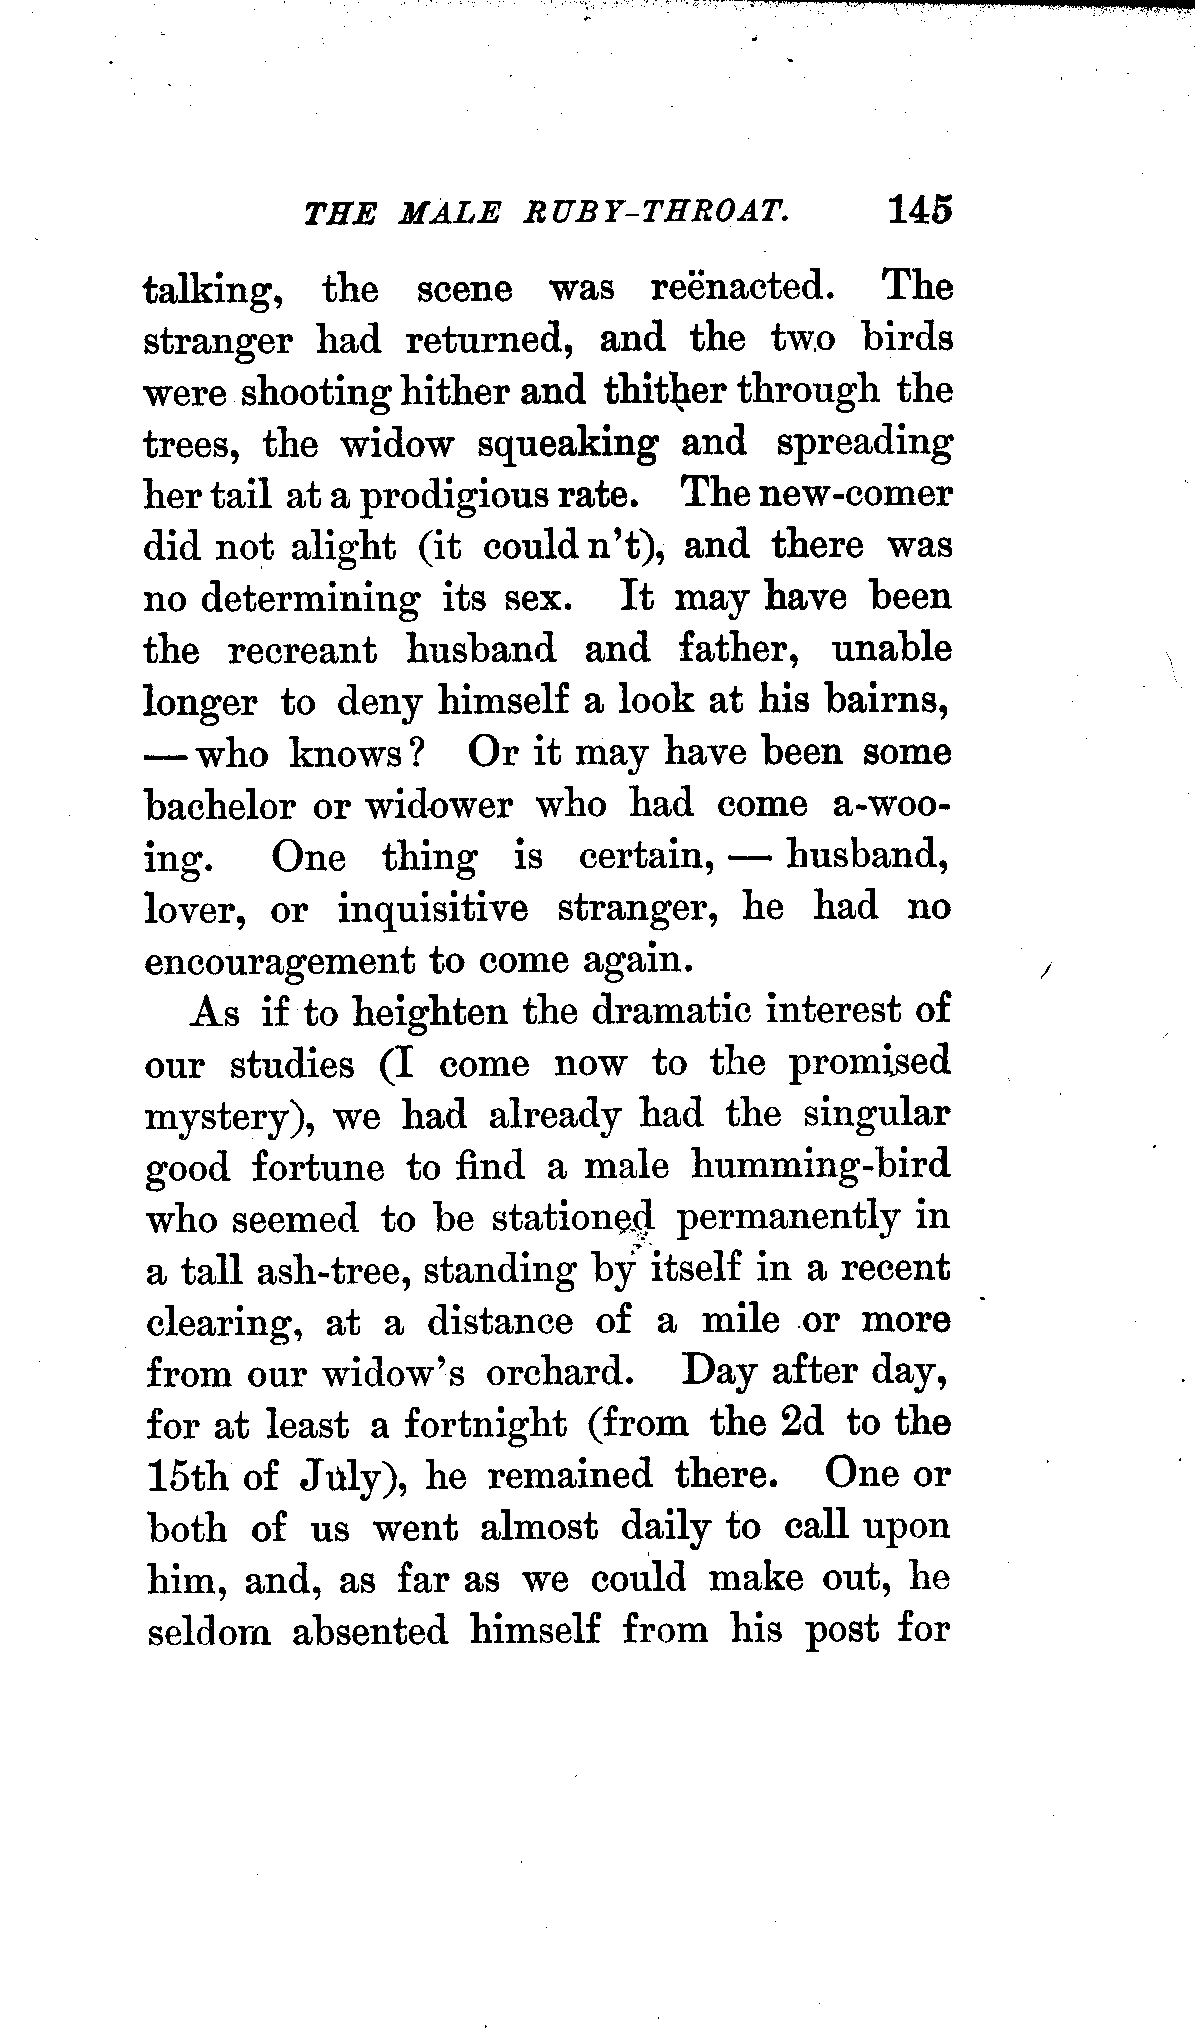 THE MALE RUBY-THROAT. 145
talking, the scene was reënacted. The
stranger had returned, and the two birds
were shooting hither and thither through the
trees, the widow squeaking and spreading
her tail at a prodigious rate. The new-comer
did not alight (it could n't), and there was
no determining its sex. It may have been
the recreant husband and father, unable
longer to deny himself a look at his bairns,
— who knows? Or it may have been some
bachelor or widower who had come a-woo-
ing. One thing is certain, — husband,
lover, or inquisitive stranger, he had no
encouragement to come again.
As if to heighten the dramatic interest of
our studies (I come now to the promised
mystery), we had already had the singular
good fortune to find a male humming-bird
who seemed to be stationed permanently in
a tall ash-tree, standing by itself in a recent
clearing, at a distance of a mile or more
from our widow's orchard. Day after day,
for at least a fortnight (from the 2d to the
15th of July), he remained there. One or
both of us went almost daily to call upon
him, and, as far as we could make out, he
seldom absented himself from his post for